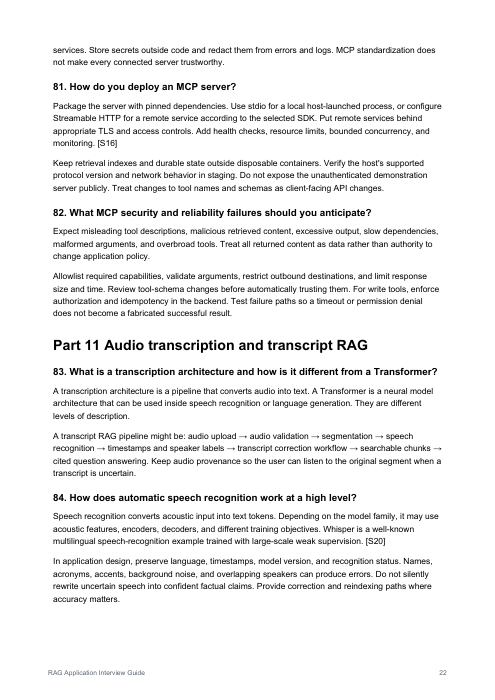 services. Store secrets outside code and redact them from errors and logs. MCP standardization does
not make every connected server trustworthy.
81. How do you deploy an MCP server?
Package the server with pinned dependencies. Use stdio for a local host-launched process, or configure
Streamable HTTP for a remote service according to the selected SDK. Put remote services behind
appropriate TLS and access controls. Add health checks, resource limits, bounded concurrency, and
monitoring. [S16]
Keep retrieval indexes and durable state outside disposable containers. Verify the host's supported
protocol version and network behavior in staging. Do not expose the unauthenticated demonstration
server publicly. Treat changes to tool names and schemas as client-facing API changes.
82. What MCP security and reliability failures should you anticipate?
Expect misleading tool descriptions, malicious retrieved content, excessive output, slow dependencies,
malformed arguments, and overbroad tools. Treat all returned content as data rather than authority to
change application policy.
Allowlist required capabilities, validate arguments, restrict outbound destinations, and limit response
size and time. Review tool-schema changes before automatically trusting them. For write tools, enforce
authorization and idempotency in the backend. Test failure paths so a timeout or permission denial
does not become a fabricated successful result.
Part 11 Audio transcription and transcript RAG
83. What is a transcription architecture and how is it different from a Transformer?
A transcription architecture is a pipeline that converts audio into text. A Transformer is a neural model
architecture that can be used inside speech recognition or language generation. They are different
levels of description.
A transcript RAG pipeline might be: audio upload → audio validation → segmentation → speech
recognition → timestamps and speaker labels → transcript correction workflow → searchable chunks →
cited question answering. Keep audio provenance so the user can listen to the original segment when a
transcript is uncertain.
84. How does automatic speech recognition work at a high level?
Speech recognition converts acoustic input into text tokens. Depending on the model family, it may use
acoustic features, encoders, decoders, and different training objectives. Whisper is a well-known
multilingual speech-recognition example trained with large-scale weak supervision. [S20]
In application design, preserve language, timestamps, model version, and recognition status. Names,
acronyms, accents, background noise, and overlapping speakers can produce errors. Do not silently
rewrite uncertain speech into confident factual claims. Provide correction and reindexing paths where
accuracy matters.
RAG Application Interview Guide
22